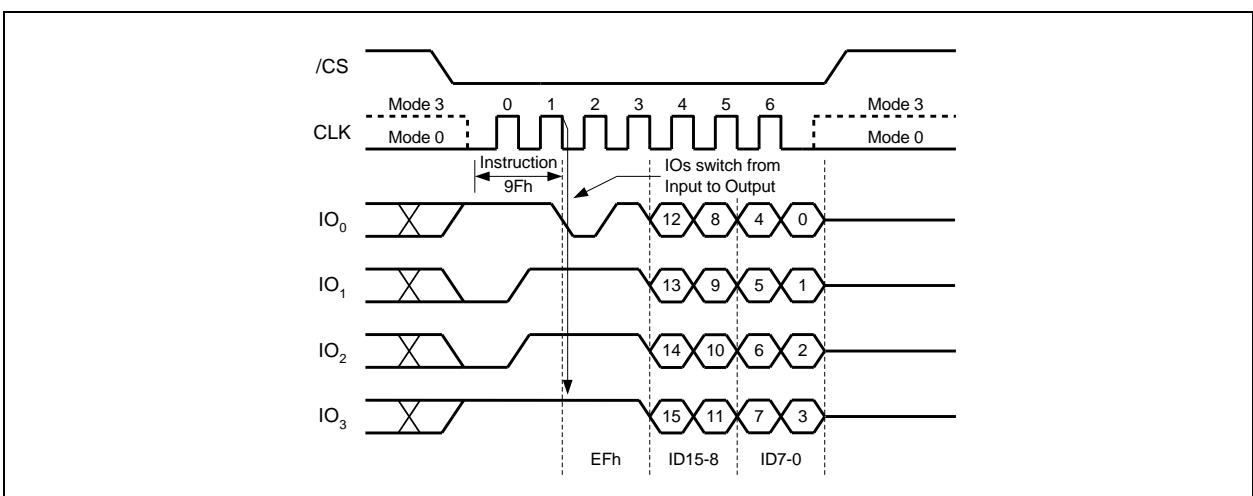 /CS
Mode 3 0 1 2 3 4 5 6 Mode 3
CLK Mode 0 Mode 0
Instruction IOs switch from
9Fh Input to Output
IO0 12 8 4 0
IO1 13 9 5 1
IO2 14 10 6 2
IO3 15 11 7 3
EFh ID15-8 ID7-0